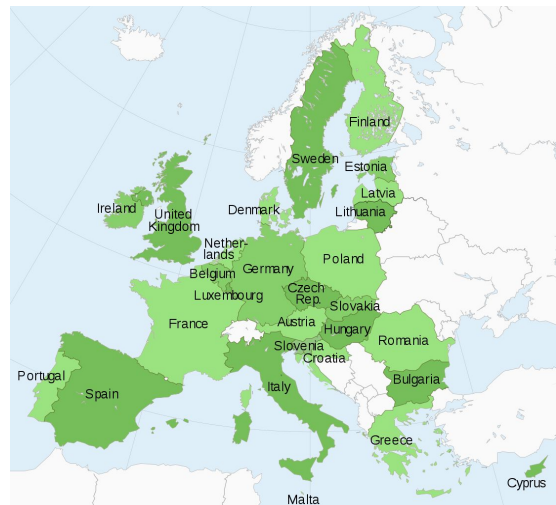 Finland
Sweden
Estonia
Latvia
Lithuania
Denmark
Ireland
United
Kingdom
Nether-
lands
Belgium
Germany
Poland
Luxembourg
Czech
Rep.
Slovakia
France
Austria
Hungary
Slovenia
Croatia
Romania
Portugal
Spain
Italy
Bulgaria
Greece
Malta
Cyprus